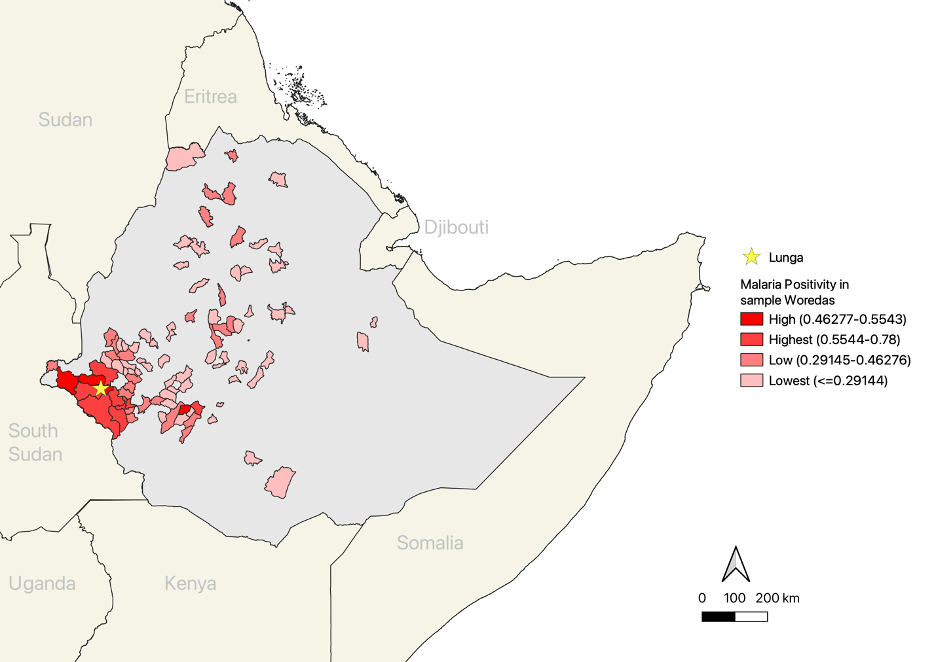 Eritrea
Sudan
Djibouti
Lunga
Malaria Positivity in
sample Woredas
High (0.46277-0.5543)
Highest (0.5544-0.78)
Low (0.29145-0.46276)
Lowest (<=0.29144)
South
Sudan
Somalia
Uganda
Kenya
0 100 200 km